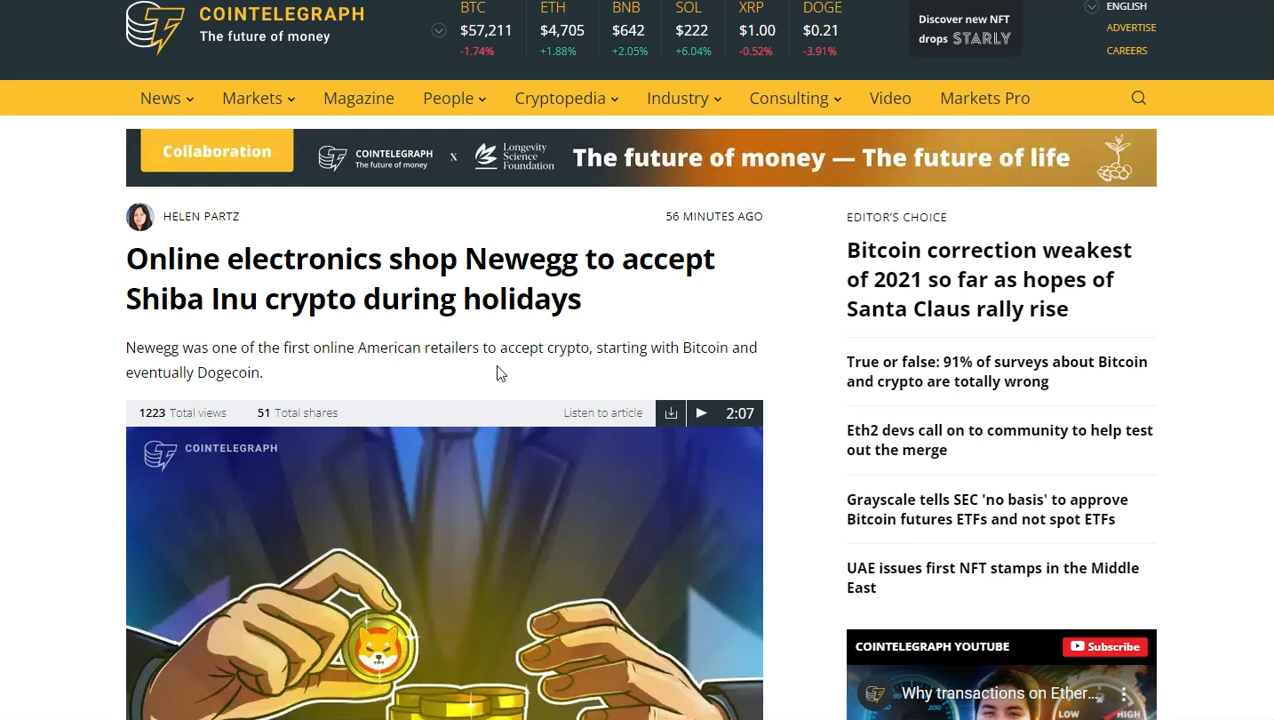 COINTELEGRAPH
The future of money
BTC
$57,211
-1.74%
ETH
$4,705
+1.88%
BNB
$642
+2.05%
SOL
$222
+6.04%
XRP
$1.00
-0.52%
DOGE
$0.21
-3.91%
Discover new NFT
drops STARLY
ENGLISH
ADVERTISE
CAREERS
News Markets Magazine People Cryptopedia Industry Consulting Video Markets Pro
Collaboration
COINTELEGRAPH
The future of money
x
Longevity
Science
Foundation
The future of money — The future of life
HELEN PARTZ
56 MINUTES AGO
Online electronics shop Newegg to accept
Shiba Inu crypto during holidays
Newegg was one of the first online American retailers to accept crypto, starting with Bitcoin and
eventually Dogecoin.
1223 Total views 51 Total shares Listen to article 2:07
COINTELEGRAPH
EDITOR'S CHOICE
Bitcoin correction weakest
of 2021 so far as hopes of
Santa Claus rally rise
True or false: 91% of surveys about Bitcoin
and crypto are totally wrong
Eth2 devs call on to community to help test
out the merge
Grayscale tells SEC 'no basis' to approve
Bitcoin futures ETFs and not spot ETFs
UAE issues first NFT stamps in the Middle
East
COINTELEGRAPH YOUTUBE
Subscribe
Why transactions on Ether...
LOW
HIGH